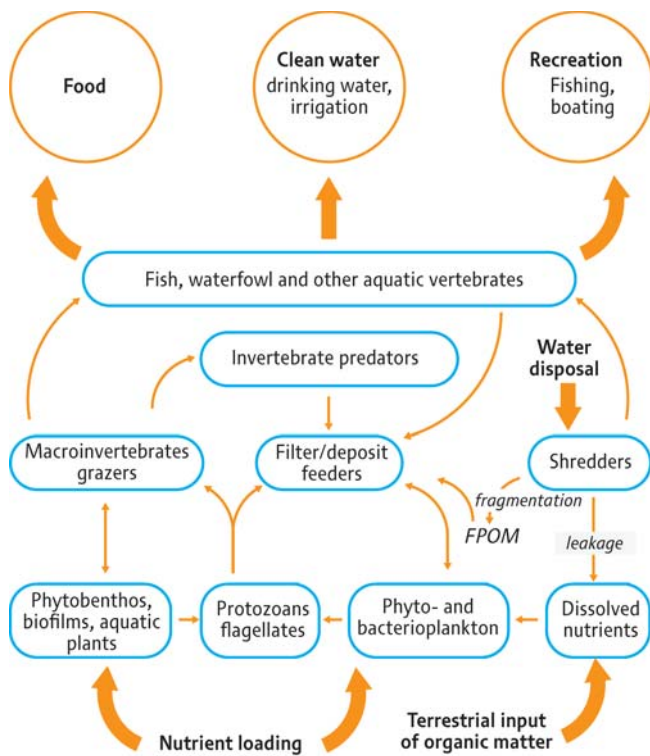 Food
Clean water
drinking water,
irrigation
Recreation
Fishing,
boating
Fish, waterfowl and other aquatic vertebrates
Invertebrate predators
Water
disposal
Macroinvertebrates
grazers
Filter/deposit
feeders
Shredders
fragmentation
FPOM
leakage
Phytobenthos,
biofilms, aquatic
plants
Protozoans
flagellates
Phyto- and
bacterioplankton
Dissolved
nutrients
Nutrient loading
Terrestrial input
of organic matter